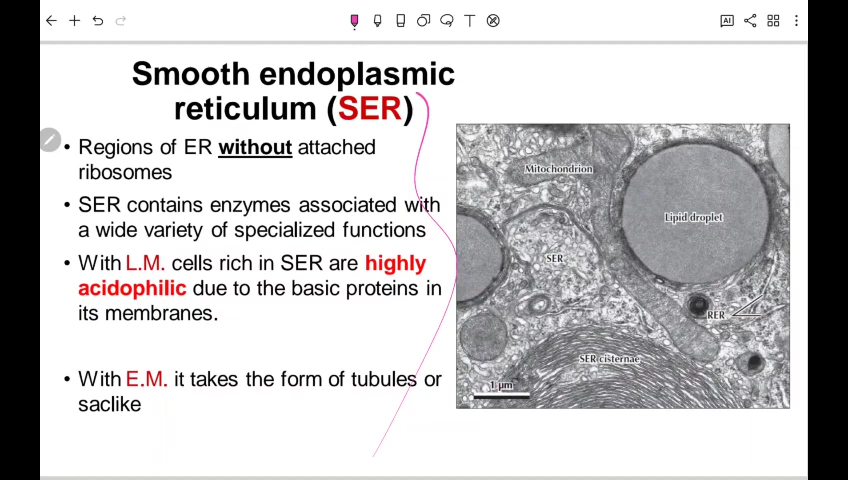 AI
T
Smooth endoplasmic
reticulum (SER)
• Regions of ER without attached
ribosomes
• SER contains enzymes associated with
a wide variety of specialized functions
• With L.M. cells rich in SER are highly
acidophilic due to the basic proteins in
its membranes.
• With E.M. it takes the form of tubules or
saclike
Mitochondrion
Lipid droplet
SER
RER
SER cisternae
1 µm